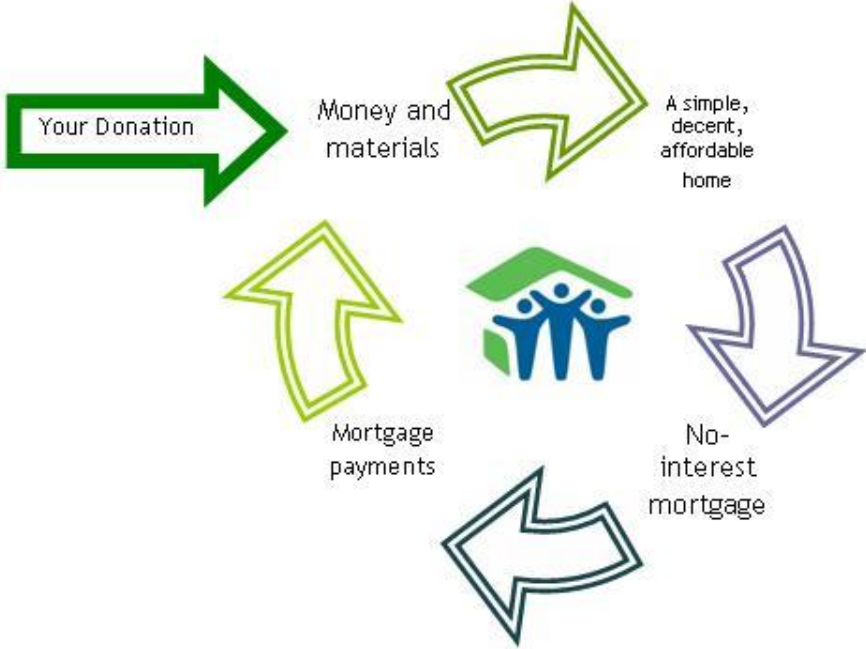 Your Donation
Money and
materials
A simple,
decent,
affordable
home
No-
interest
mortgage
Mortgage
payments